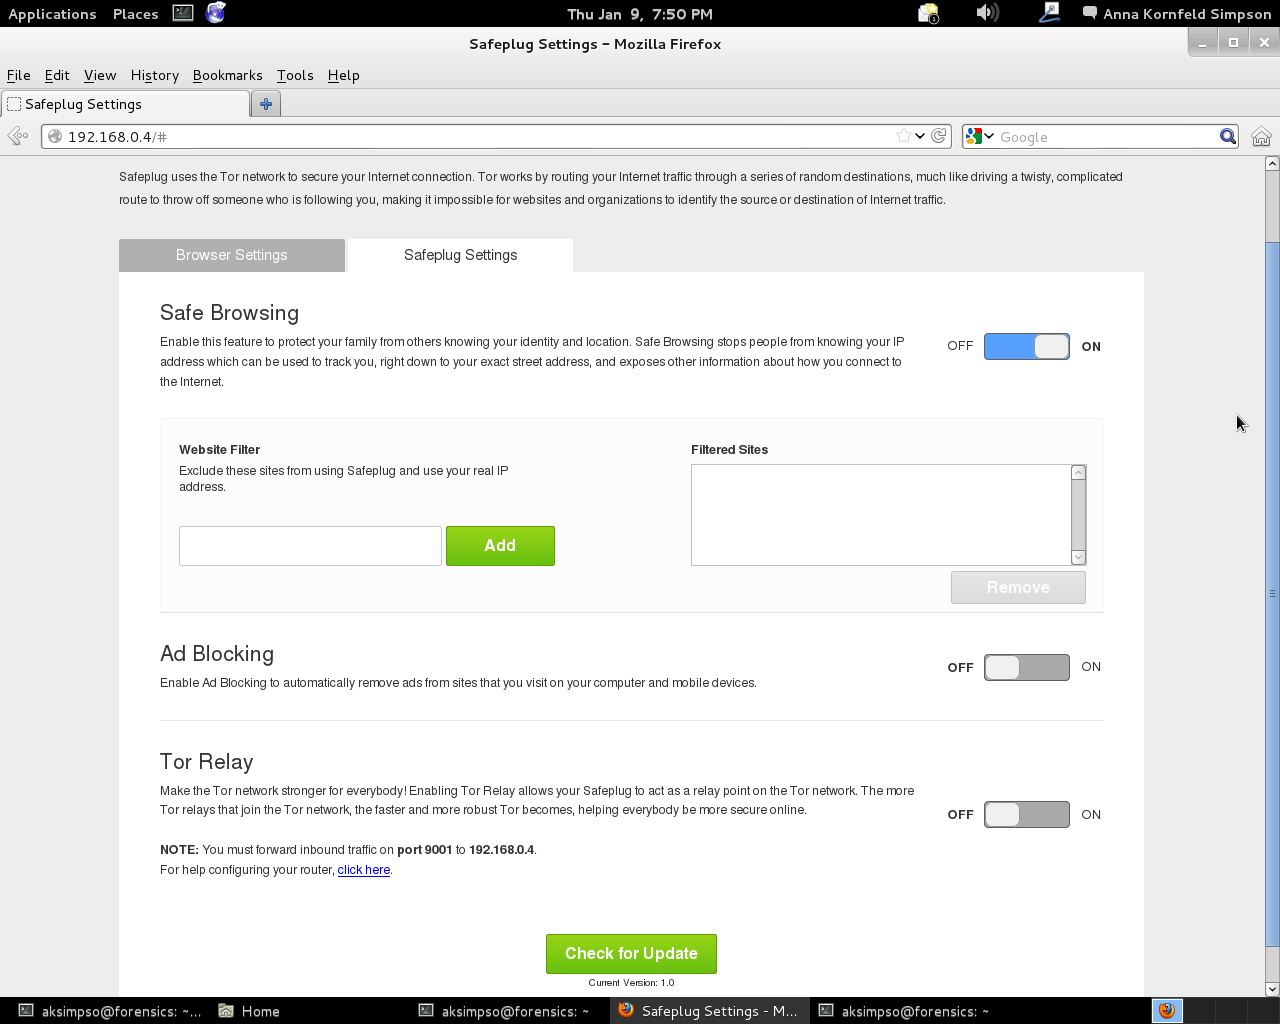 Applications Places Thu Jan 9, 7:50 PM Anna Kornfeld Simpson
Safeplug Settings - Mozilla Firefox
File Edit View History Bookmarks Tools Help
Safeplug Settings
192.168.0.4/# Google
Safeplug uses the Tor network to secure your Internet connection. Tor works by routing your Internet traffic through a series of random destinations, much like driving a twisty, complicated
route to throw off someone who is following you, making it impossible for websites and organizations to identify the source or destination of Internet traffic.
Browser Settings Safeplug Settings
Safe Browsing
Enable this feature to protect your family from others knowing your identity and location. Safe Browsing stops people from knowing your IP
address which can be used to track you, right down to your exact street address, and exposes other information about how you connect to
the Internet.
OFF ON
Website Filter
Exclude these sites from using Safeplug and use your real IP
address.
Add
Filtered Sites
Remove
Ad Blocking
Enable Ad Blocking to automatically remove ads from sites that you visit on your computer and mobile devices.
OFF ON
Tor Relay
Make the Tor network stronger for everybody! Enabling Tor Relay allows your Safeplug to act as a relay point on the Tor network. The more
Tor relays that join the Tor network, the faster and more robust Tor becomes, helping everybody be more secure online.
OFF ON
NOTE: You must forward inbound traffic on port 9001 to 192.168.0.4.
For help configuring your router, click here.
Check for Update
Current Version: 1.0
aksimpso@forensics: ~... Home aksimpso@forensics: ~ Safeplug Settings - M... aksimpso@forensics: ~